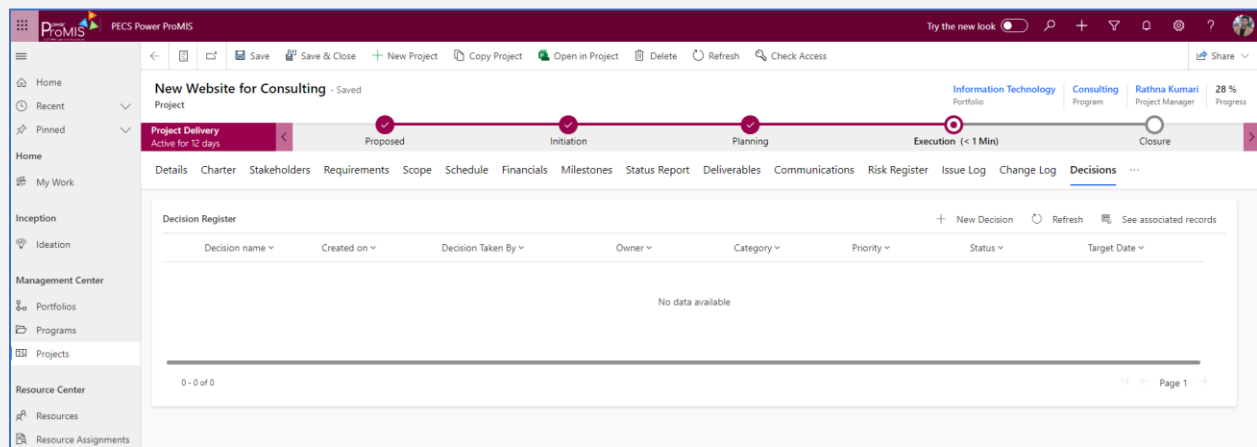 Power ProMIS PECS Power ProMIS Try the new look
Save Save & Close New Project Copy Project Open in Project Delete Refresh Check Access Share
Home
Recent
Pinned
Home
My Work
Inception
Ideation
Management Center
Portfolios
Programs
Projects
Resource Center
Resources
Resource Assignments
New Website for Consulting - Saved
Project
Information Technology Consulting Rathna Kumari 28 %
Portfolio Program Project Manager Progress
Project Delivery
Active for 12 days
Proposed Initiation Planning Execution (< 1 Min) Closure
Details Charter Stakeholders Requirements Scope Schedule Financials Milestones Status Report Deliverables Communications Risk Register Issue Log Change Log Decisions ···
Decision Register New Decision Refresh See associated records
Decision name Created on Decision Taken By Owner Category Priority Status Target Date
No data available
0 - 0 of 0 Page 1